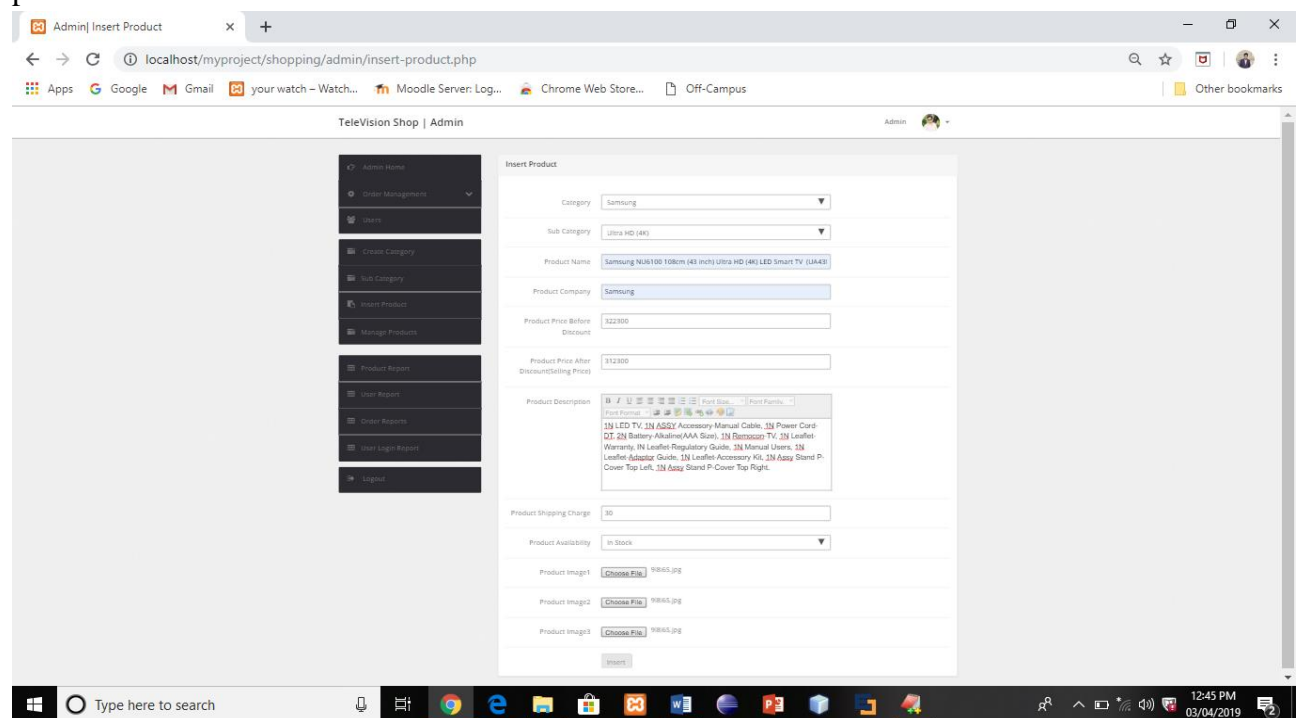 p
Admin| Insert Product
localhost/myproject/shopping/admin/insert-product.php
Apps Google Gmail your watch – Watch... Moodle Server: Log... Chrome Web Store... Off-Campus Other bookmarks
TeleVision Shop | Admin Admin
Admin Home
Order Management
Users
Create Category
Sub Category
Insert Product
Manage Products
Product Report
User Report
Order Reports
User Login Report
Logout
Insert Product
Category Samsung
Sub Category Ultra HD (4K)
Product Name Samsung NU6100 108cm (43 inch) Ultra HD (4K) LED Smart TV (UA43
Product Company Samsung
Product Price Before
Discount
322300
Product Price After
Discount(Selling Price)
312300
Product Description
B I U Font Size... Font Family.
Font Format
1N LED TV, 1N ASSY Accessory-Manual Cable, 1N Power Cord-
DT, 2N Battery-Alkaline(AAA Size), 1N Remocon-TV, 1N Leaflet-
Warranty, IN Leaflet-Regulatory Guide, 1N Manual Users, 1N
Leaflet-Adaptor Guide, 1N Leaflet-Accessory Kit, 1N Assy Stand P-
Cover Top Left, 1N Assy Stand P-Cover Top Right.
Product Shipping Charge 30
Product Availability In Stock
Product Image1 Choose File
Product Image2 Choose File
Product Image3 Choose File
Insert
Type here to search
12:45 PM
03/04/2019